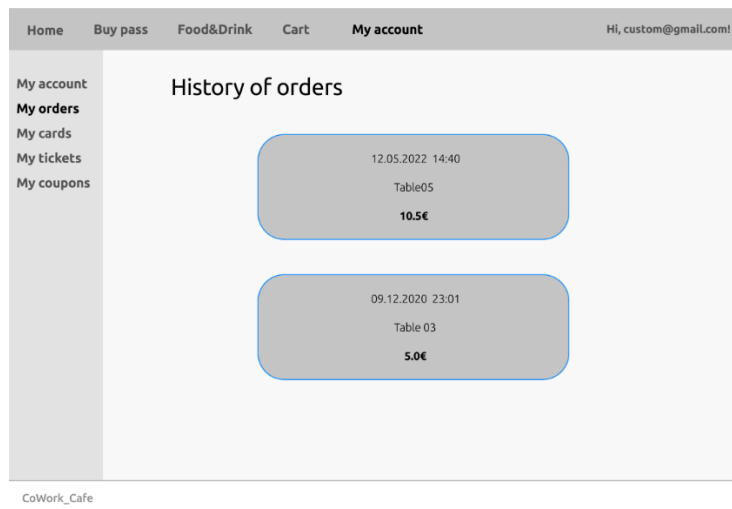 Home Buy pass Food&Drink Cart My account Hi, custom@gmail.com!
My account
My orders
My cards
My tickets
My coupons
History of orders
12.05.2022 14:40
Table05
10.5€
09.12.2020 23:01
Table 03
5.0€
CoWork_Cafe